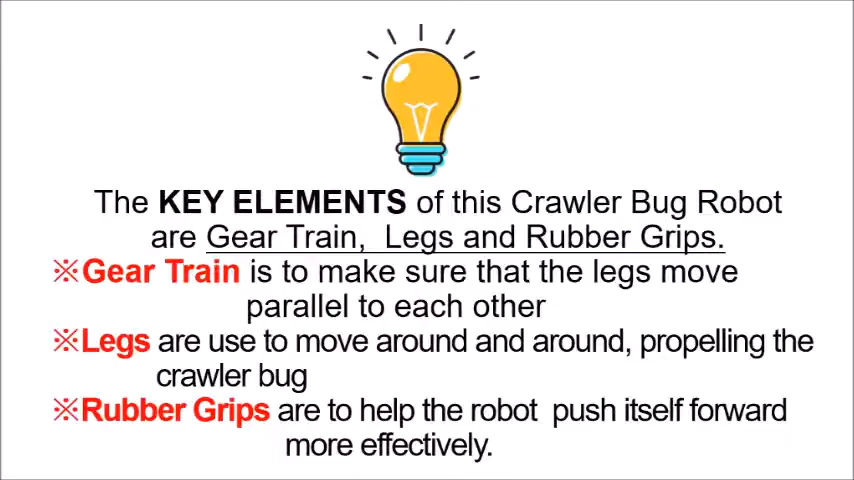 The KEY ELEMENTS of this Crawler Bug Robot
are Gear Train, Legs and Rubber Grips.
※Gear Train is to make sure that the legs move
parallel to each other
※Legs are use to move around and around, propelling the
crawler bug
※Rubber Grips are to help the robot push itself forward
more effectively.